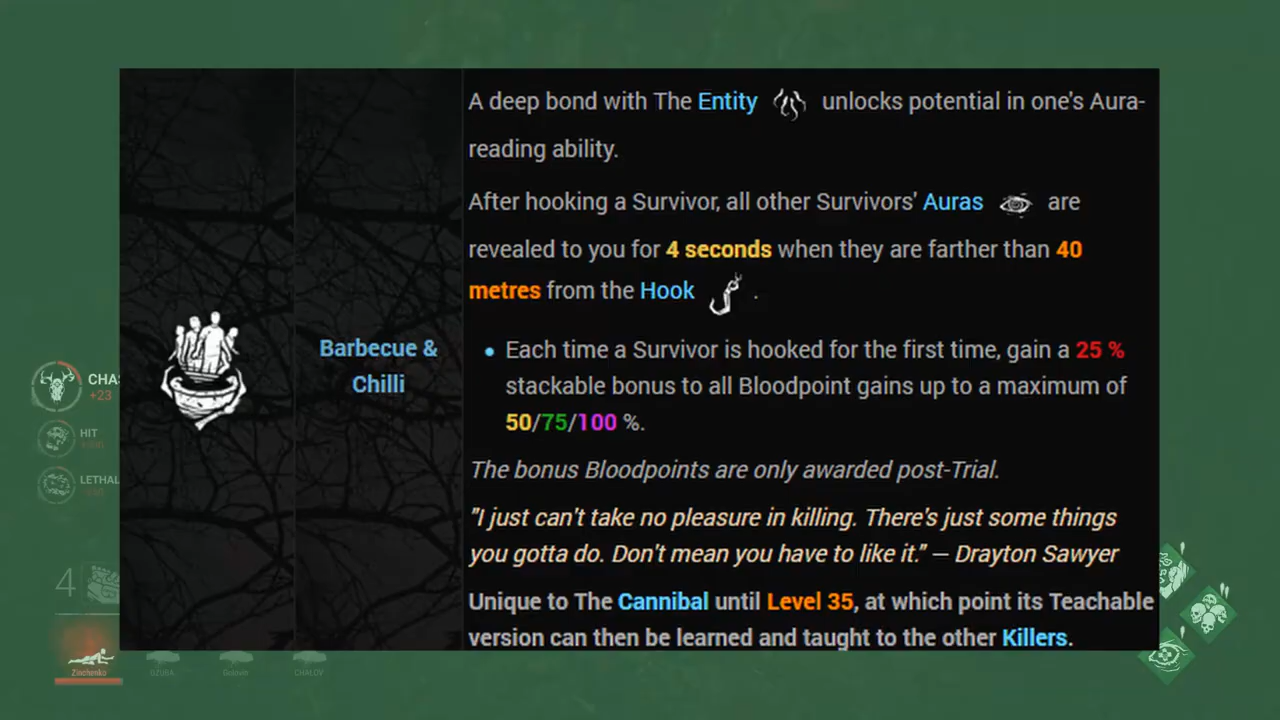 A deep bond with The Entity unlocks potential in one's Aura-
reading ability.
After hooking a Survivor, all other Survivors' Auras are
revealed to you for 4 seconds when they are farther than 40
metres from the Hook .
Barbecue &
Chilli
• Each time a Survivor is hooked for the first time, gain a 25 %
stackable bonus to all Bloodpoint gains up to a maximum of
50/75/100 %.
The bonus Bloodpoints are only awarded post-Trial.
"I just can't take no pleasure in killing. There's just some things
you gotta do. Don't mean you have to like it." — Drayton Sawyer
Unique to The Cannibal until Level 35, at which point its Teachable
version can then be learned and taught to the other Killers.
CHA
+23
HIT
LETHAL
4
Zinchenko